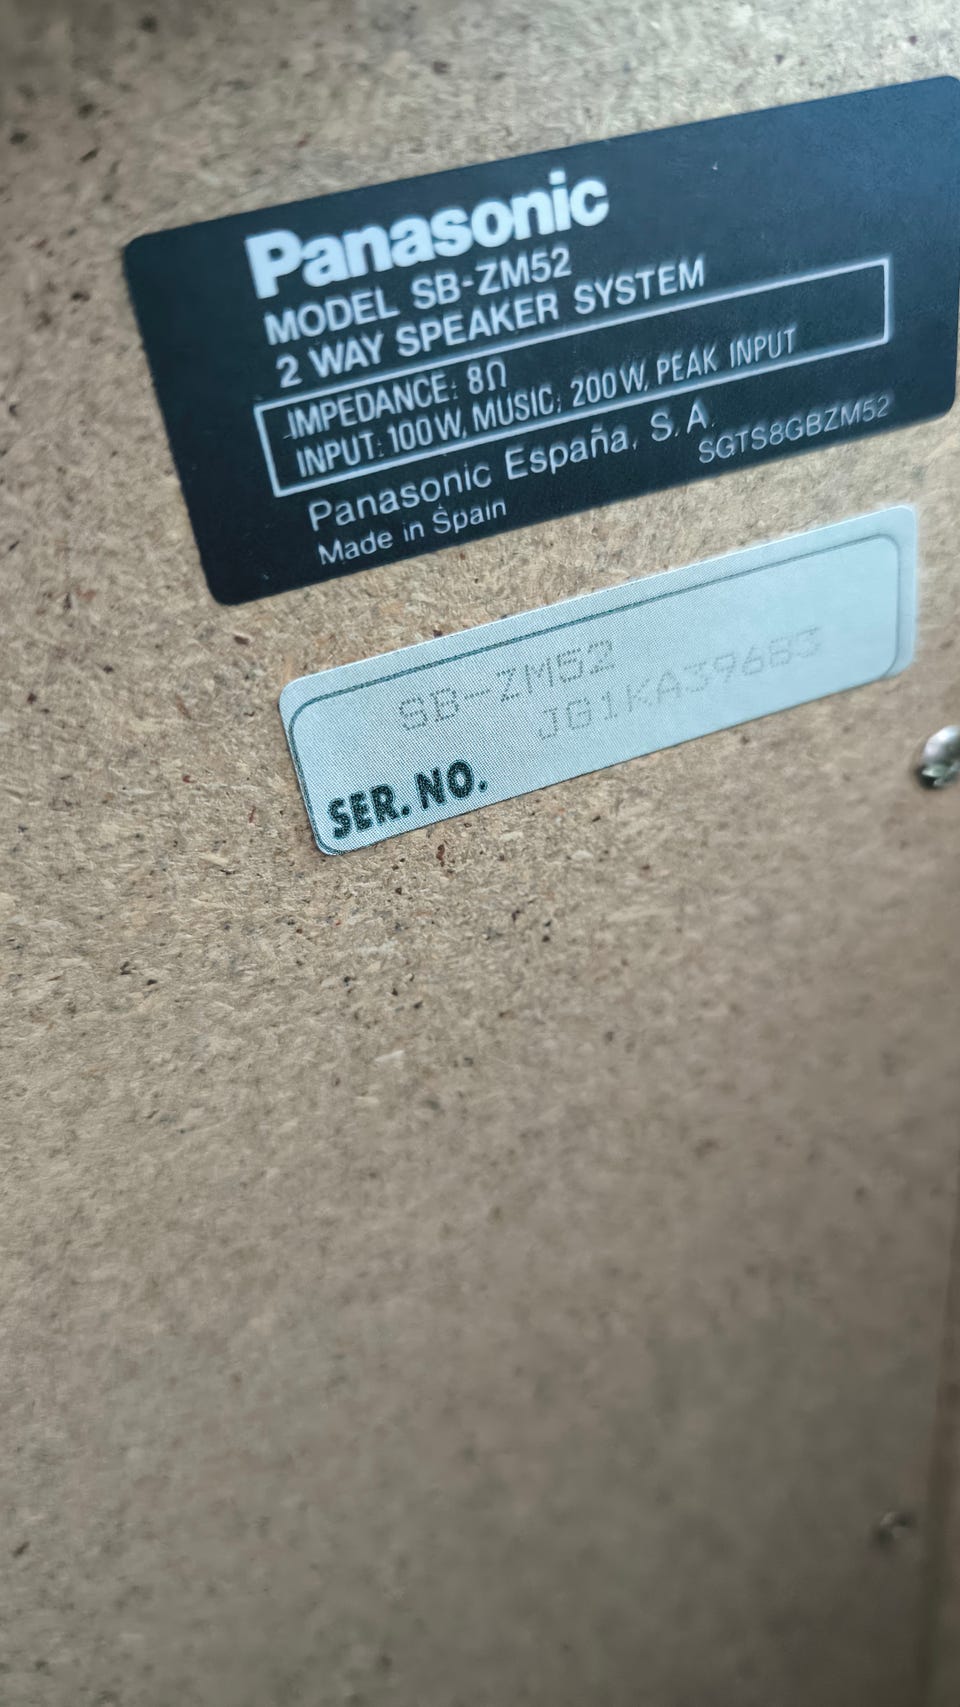 Panasonic
MODEL SB-ZM52
2 WAY SPEAKER SYSTEM
IMPEDANCE: 8Ω
INPUT: 100W, MUSIC; 200W, PEAK INPUT
Panasonic España, S.A.
SGTS8GBZM52
Made in Spain
SB-ZM52
JG1KA39683
SER. NO.